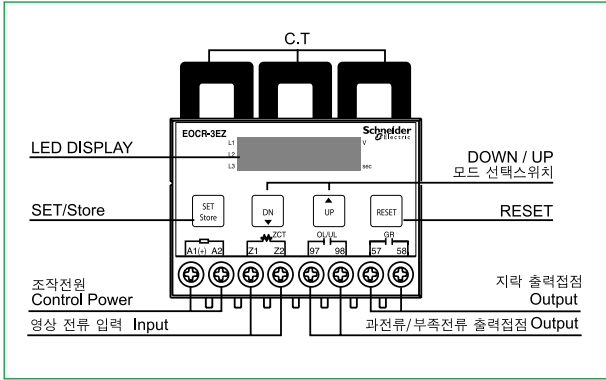 C.T
EOCR-3EZ
Schneider
Electric
L1
V
LED DISPLAY
L2
L3
sec
DOWN / UP
모드 선택스위치
SET/Store
SET
Store
DN
UP
RESET
RESET
A1(+) A2
ZCT
Z1 Z2
OL/UL
97 98
GR
57 58
조작전원
Control Power
지락 출력접점
Output
영상 전류 입력 Input
과전류/부족전류 출력접점 Output